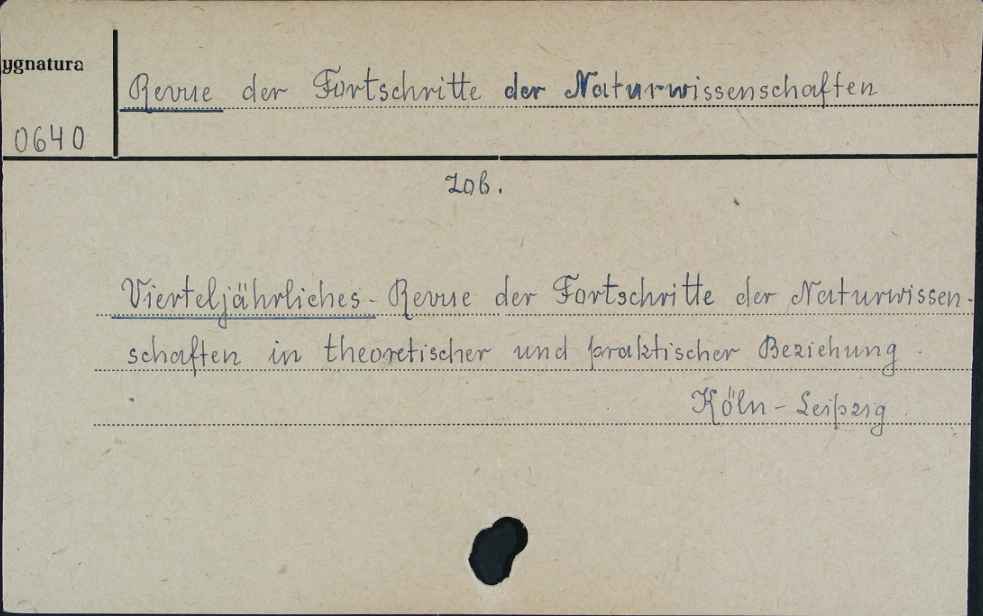 ygnatura
Revue der Fortschritte der Naturwissenschaften
0640
zob.
Vierteljährliches - Revue der Fortschritte der Naturwissen-
schaften in theoretischer und praktischer Beziehung.
Köln - Leipzig